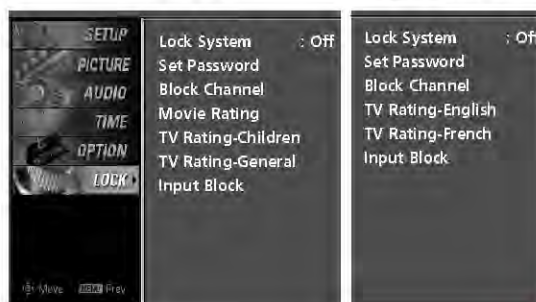 SETUP
PICTURE
AUDIO
TIME
OPTION
LOCK
Move MENU Prev
Lock System : Off
Set Password
Block Channel
Movie Rating
TV Rating-Children
TV Rating-General
Input Block
Lock System : Off
Set Password
Block Channel
TV Rating-English
TV Rating-French
Input Block